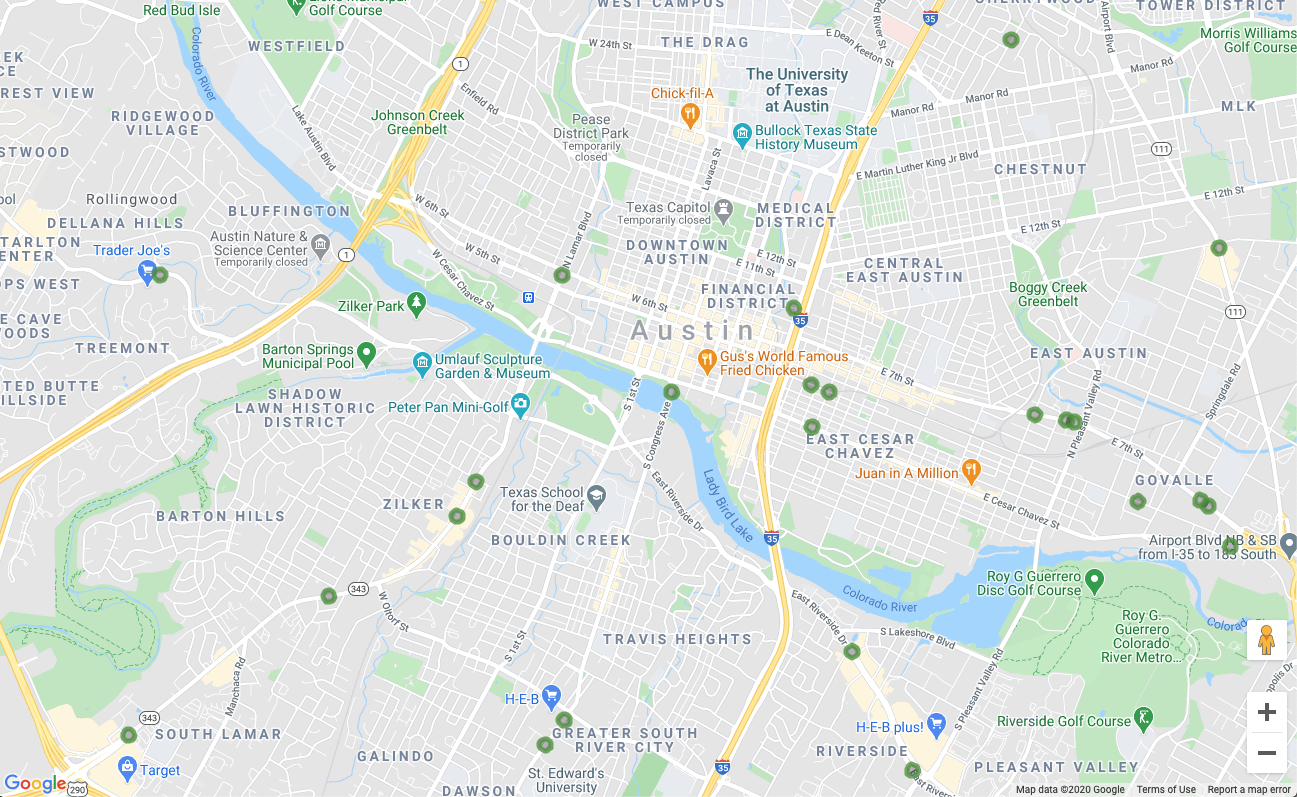 Red Bud Isle
Golf Course
WEST CAMPUS
TOWER DISTRICT
35
Morris Williams
Golf Course
Airport Blvd
Red River St
E Dean Keeton St
W 24th St
THE DRAG
WESTFIELD
Colorado River
1
Manor Rd
The University
of Texas
at Austin
Chick-fil-A
Enfield Rd
REST VIEW
Manor Rd
Manor Rd
MLK
RIDGEWOOD
VILLAGE
Johnson Creek
Greenbelt
Lake Austin Blvd
Pease
District Park
Temporarily
closed
Bullock Texas State
History Museum
Lavaca St
111
E Martin Luther King Jr Blvd
CHESTNUT
STWOOD
Rollingwood
W 6th St
E 12th St
BLUFFINGTON
DELLANA HILLS
Texas Capitol
Temporarily closed
MEDICAL
DISTRICT
E 12th St
TARLTON
CENTER
Trader Joe's
Austin Nature &
Science Center
Temporarily closed
1
W 5th St
N Lamar Blvd
DOWNTOWN
AUSTIN
E 12th St
E 11th St
CENTRAL
EAST AUSTIN
W Cesar Chavez St
OPS WEST
Boggy Creek
Greenbelt
FINANCIAL
DISTRICT
Zilker Park
W 6th St
111
35
E CAVE
WOODS
TREEMONT
Austin
Barton Springs
Municipal Pool
Umlauf Sculpture
Garden & Museum
Gus's World Famous
Fried Chicken
EAST AUSTIN
E 7th St
Springdale Rd
N Pleasant Valley Rd
TED BUTTE
HILLSIDE
SHADOW
LAWN HISTORIC
DISTRICT
Peter Pan Mini-Golf
S 1st St
S Congress Ave
EAST CESAR
CHAVEZ
E 7th St
Juan in A Million
GOVALLE
Lady Bird Lake
East Riverside Dr
Texas School
for the Deaf
ZILKER
E Cesar Chavez St
BARTON HILLS
BOULDIN CREEK
35
Airport Blvd NB & SB
from I-35 to 183 South
Roy G Guerrero
Disc Golf Course
343
Colorado River
W Oltorf St
East Riverside Dr
Roy G.
Guerrero
Colorado
River Metro...
S Lakeshore Blvd
TRAVIS HEIGHTS
S 1st St
Manchaca Rd
S Pleasant Valley Rd
H-E-B
343
SOUTH LAMAR
GREATER SOUTH
RIVER CITY
H-E-B plus!
Riverside Golf Course
GALINDO
RIVERSIDE
PLEASANT VALLEY
Target
35
St. Edward's
University
DAWSON
Google
290
Map data ©2020 Google
Terms of Use
Report a map error